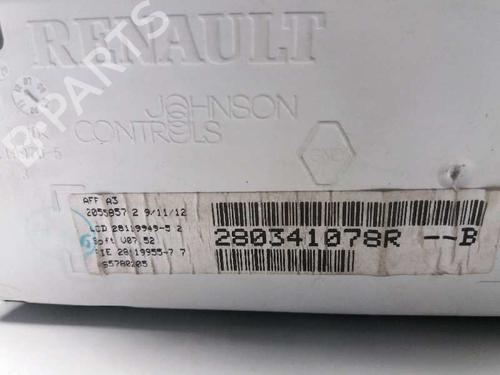 RENAULT
JOHNSON
CONTROLS
GND
B PARTS
AFF A3
2055857 2 9/11/12
LCD 28119949-5 2
Soft V07.52
28119955-7 7
65780205
280341078R --B